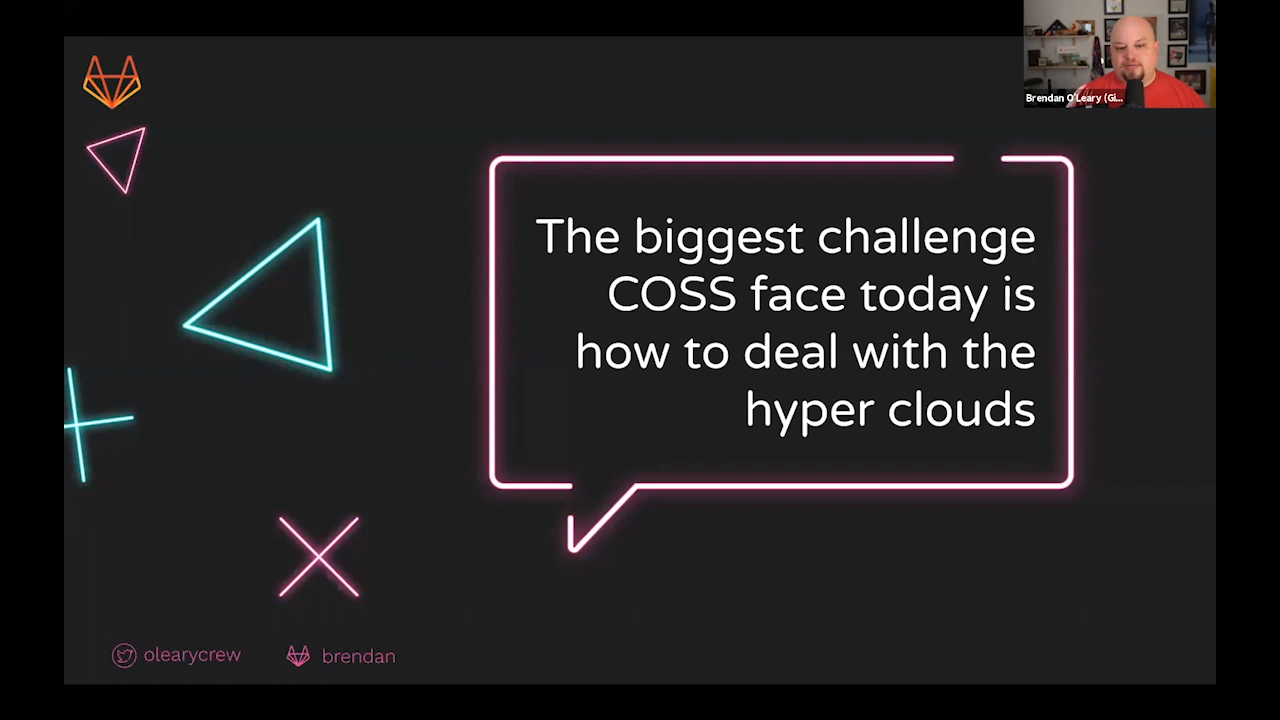 Brendan O'Leary (Gi...
The biggest challenge
COSS face today is
how to deal with the
hyper clouds
olearycrew
brendan